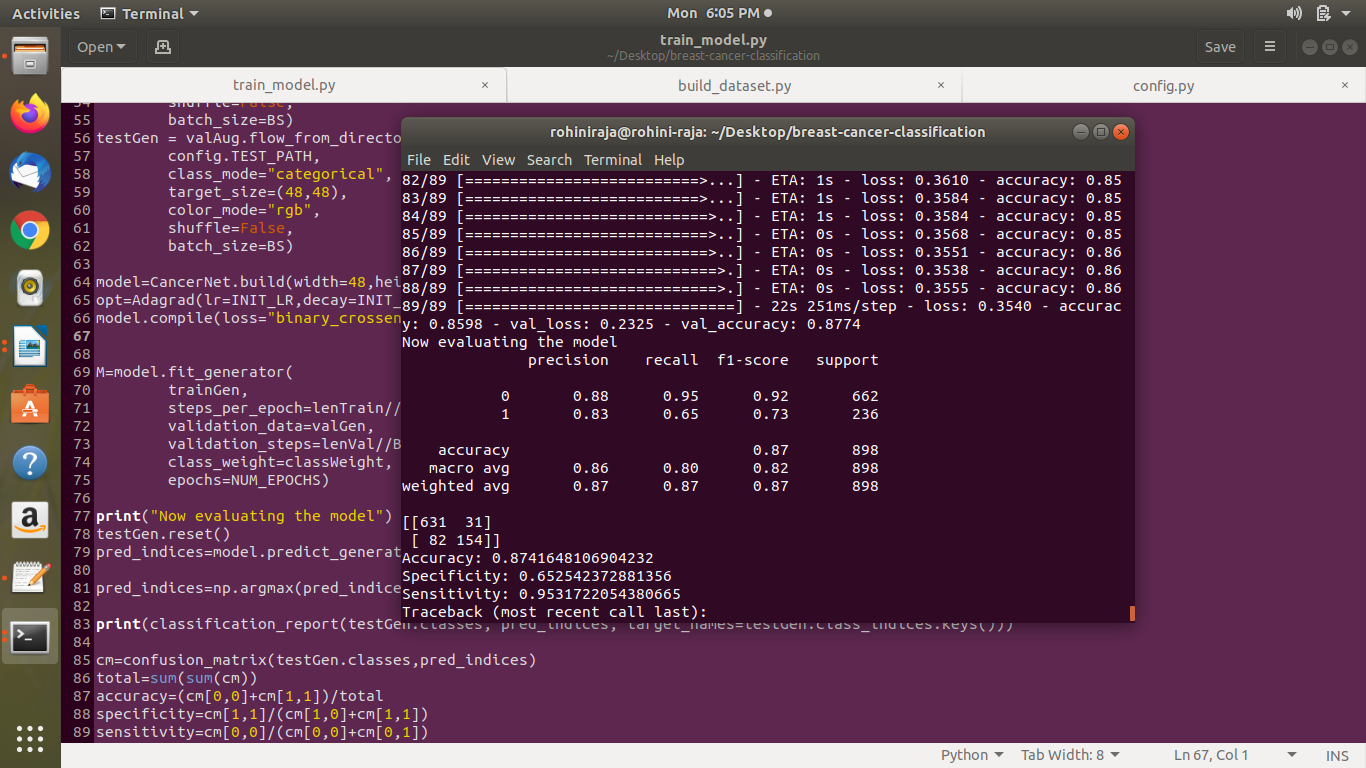 Activities
Terminal
Mon 6:05 PM
Open
train_model.py
~/Desktop/breast-cancer-classification
Save
train_model.py ×
build_dataset.py ×
config.py ×
54 shuffle=False,
55 batch_size=BS)
56 testGen = valAug.flow_from_directo
57 config.TEST_PATH,
58 class_mode="categorical",
59 target_size=(48,48),
60 color_mode="rgb",
61 shuffle=False,
62 batch_size=BS)
63
64 model=CancerNet.build(width=48,hei
65 opt=Adagrad(lr=INIT_LR,decay=INIT_
66 model.compile(loss="binary_crossen
67
68
69 M=model.fit_generator(
70 trainGen,
71 steps_per_epoch=lenTrain//
72 validation_data=valGen,
73 validation_steps=lenVal//B
74 class_weight=classWeight,
75 epochs=NUM_EPOCHS)
76
77 print("Now evaluating the model")
78 testGen.reset()
79 pred_indices=model.predict_generat
80
81 pred_indices=np.argmax(pred_indice
82
83 print(classification_report(testGen.classes, pred_indices, target_names=testGen.class_indices.keys()))
84
85 cm=confusion_matrix(testGen.classes,pred_indices)
86 total=sum(sum(cm))
87 accuracy=(cm[0,0]+cm[1,1])/total
88 specificity=cm[1,1]/(cm[1,0]+cm[1,1])
89 sensitivity=cm[0,0]/(cm[0,0]+cm[0,1])
rohiniraja@rohini-raja: ~/Desktop/breast-cancer-classification
File Edit View Search Terminal Help
82/89 [==========================>...] - ETA: 1s - loss: 0.3610 - accuracy: 0.85
83/89 [==========================>...] - ETA: 1s - loss: 0.3584 - accuracy: 0.85
84/89 [===========================>..] - ETA: 1s - loss: 0.3584 - accuracy: 0.85
85/89 [===========================>..] - ETA: 0s - loss: 0.3568 - accuracy: 0.85
86/89 [===========================>..] - ETA: 0s - loss: 0.3551 - accuracy: 0.86
87/89 [============================>.] - ETA: 0s - loss: 0.3538 - accuracy: 0.86
88/89 [============================>.] - ETA: 0s - loss: 0.3555 - accuracy: 0.86
89/89 [==============================] - 22s 251ms/step - loss: 0.3540 - accurac
y: 0.8598 - val_loss: 0.2325 - val_accuracy: 0.8774
Now evaluating the model
precision recall f1-score support
0 0.88 0.95 0.92 662
1 0.83 0.65 0.73 236
accuracy 0.87 898
macro avg 0.86 0.80 0.82 898
weighted avg 0.87 0.87 0.87 898
[[631 31]
[ 82 154]]
Accuracy: 0.8741648106904232
Specificity: 0.652542372881356
Sensitivity: 0.9531722054380665
Traceback (most recent call last):
Python
Tab Width: 8
Ln 67, Col 1
INS